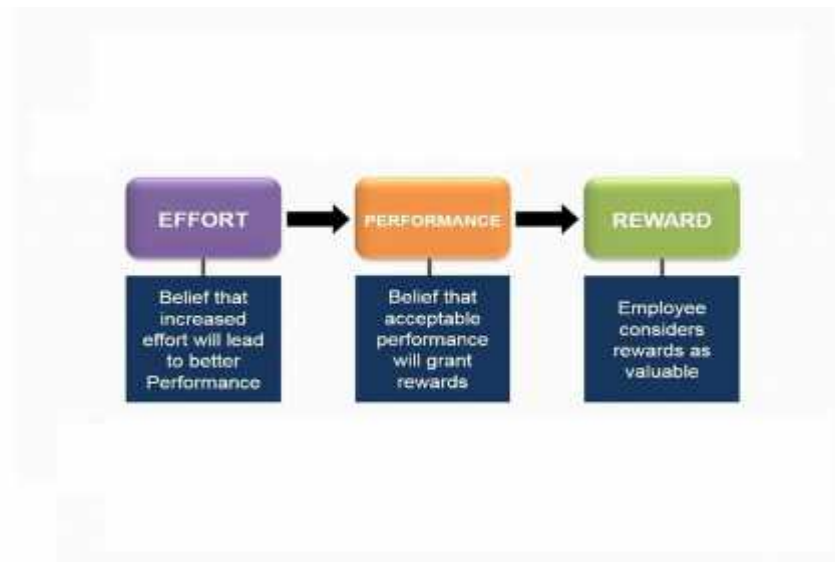 EFFORT
PERFORMANCE
REWARD
Belief that
increased
effort will lead
to better
Performance
Belief that
acceptable
performance
will grant
rewards
Employee
considers
rewards as
valuable